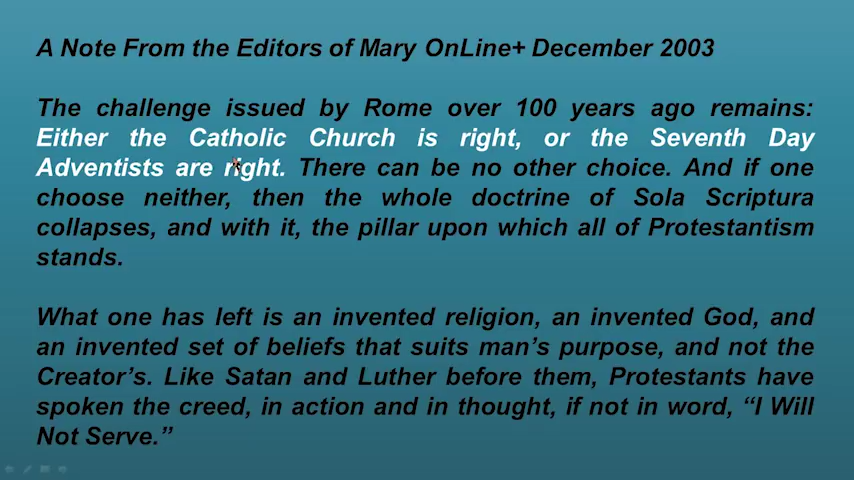 A Note From the Editors of Mary OnLine+ December 2003
The challenge issued by Rome over 100 years ago remains:
Either the Catholic Church is right, or the Seventh Day
Adventists are right. There can be no other choice. And if one
choose neither, then the whole doctrine of Sola Scriptura
collapses, and with it, the pillar upon which all of Protestantism
stands.
What one has left is an invented religion, an invented God, and
an invented set of beliefs that suits man’s purpose, and not the
Creator’s. Like Satan and Luther before them, Protestants have
spoken the creed, in action and in thought, if not in word, “I Will
Not Serve.”